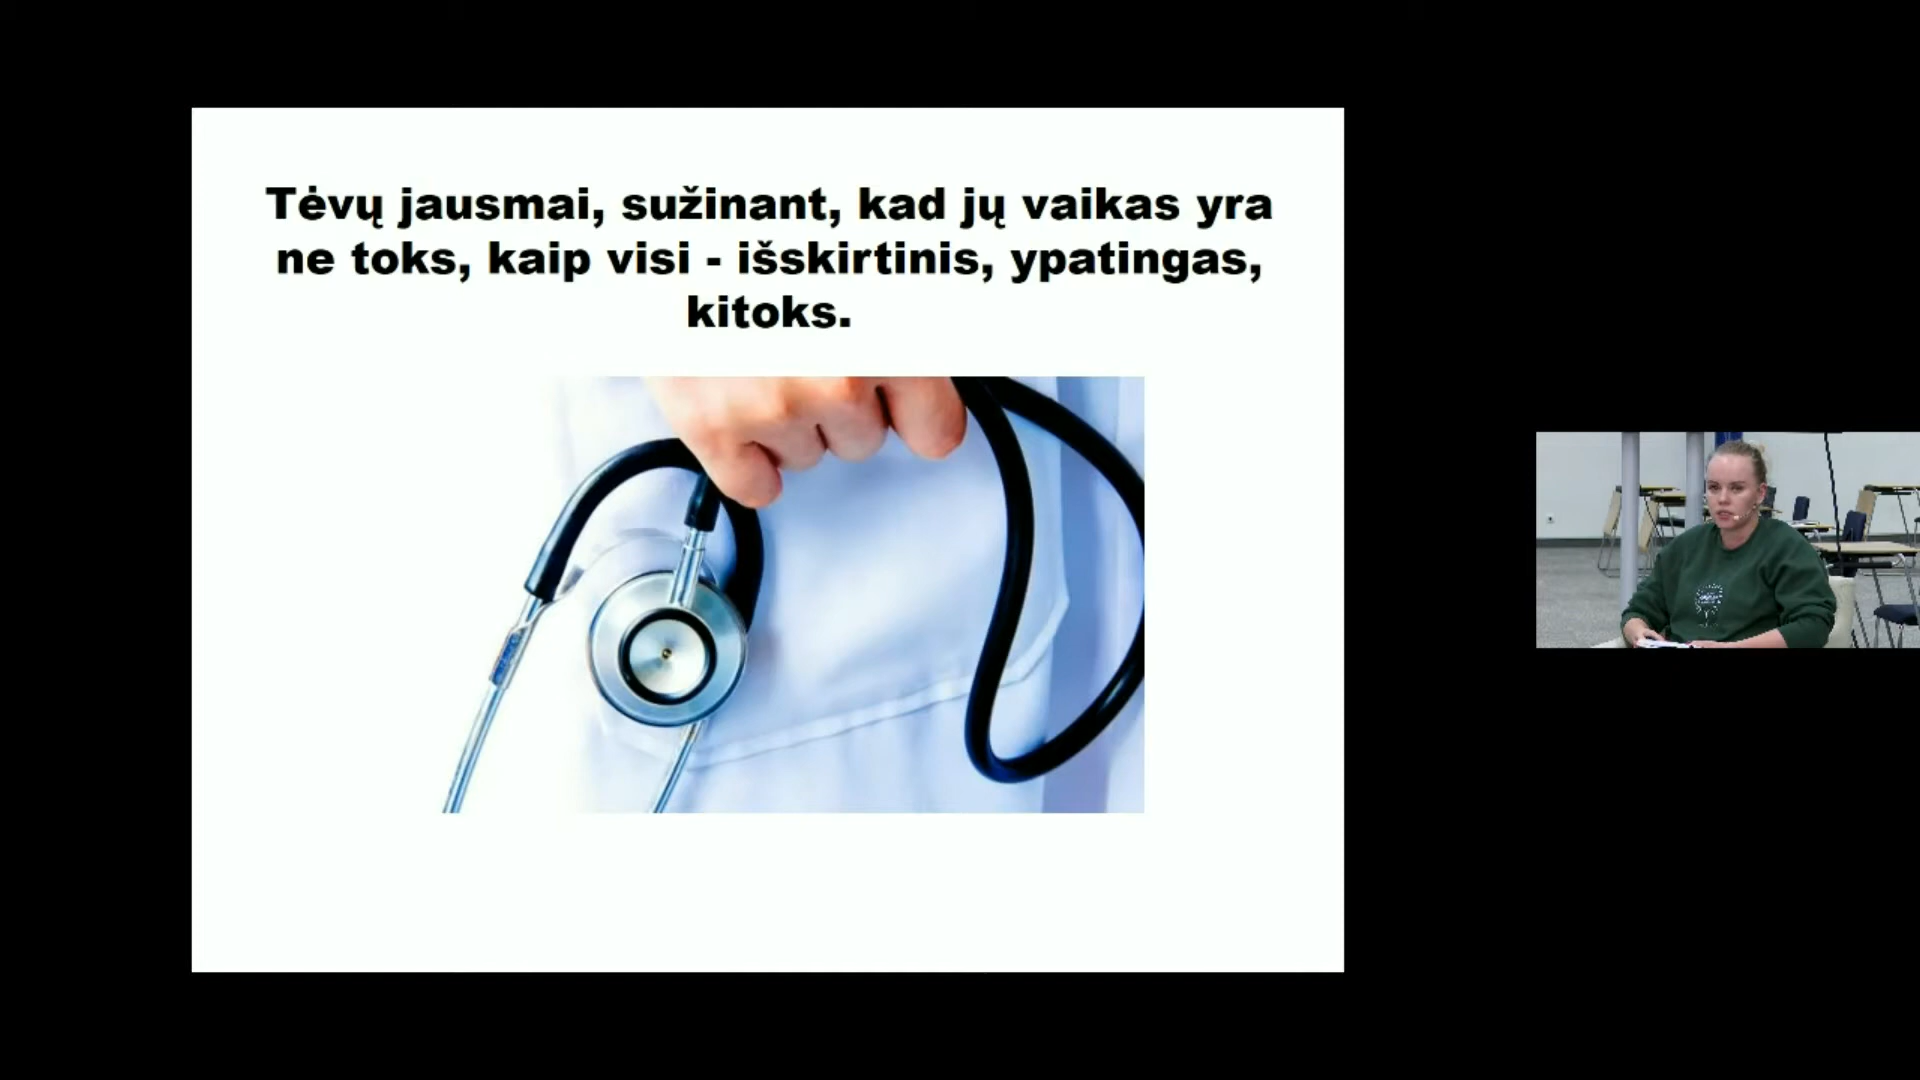 Tėvų jausmai, sužinant, kad jų vaikas yra
ne toks, kaip visi - išskirtinis, ypatingas,
kitoks.